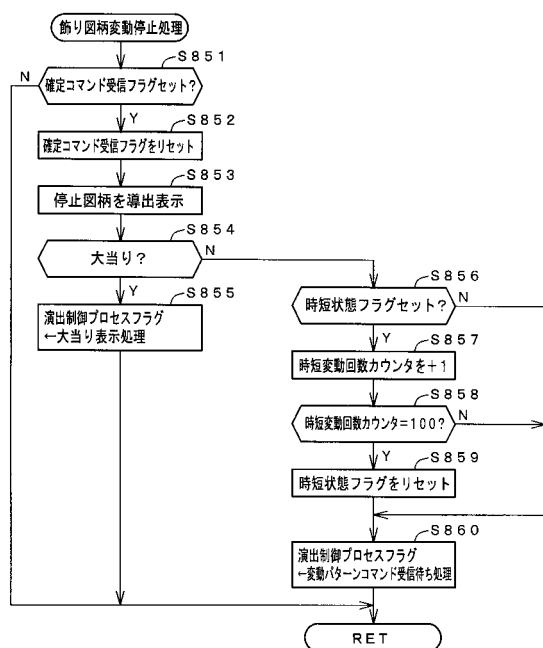 飾り図柄変動停止処理
S851
N
確定コマンド受信フラグセット?
Y
S852
確定コマンド受信フラグをリセット
S853
停止図柄を導出表示
S854
大当り?
N
Y
S855
演出制御プロセスフラグ
←大当り表示処理
S856
時短状態フラグセット?
N
Y
S857
時短変動回数カウンタを+1
S858
時短変動回数カウンタ=100?
N
Y
S859
時短状態フラグをリセット
S860
演出制御プロセスフラグ
←変動パターンコマンド受信待ち処理
RET